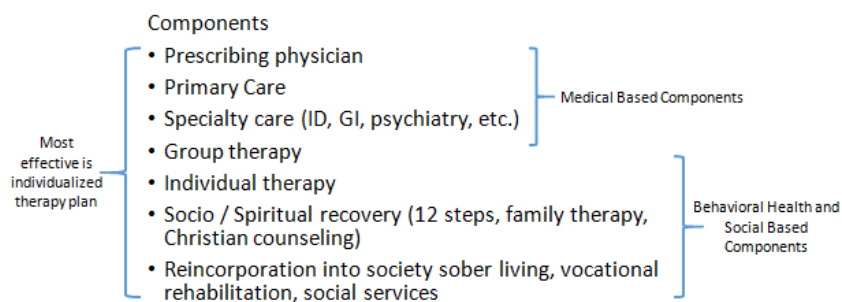 Components
• Prescribing physician
• Primary Care
• Specialty care (ID, GI, psychiatry, etc.)
• Group therapy
• Individual therapy
• Socio / Spiritual recovery (12 steps, family therapy,
Christian counseling)
• Reincorporation into society sober living, vocational
rehabilitation, social services
Most
effective is
individualized
therapy plan
Medical Based Components
Behavioral Health and
Social Based
Components